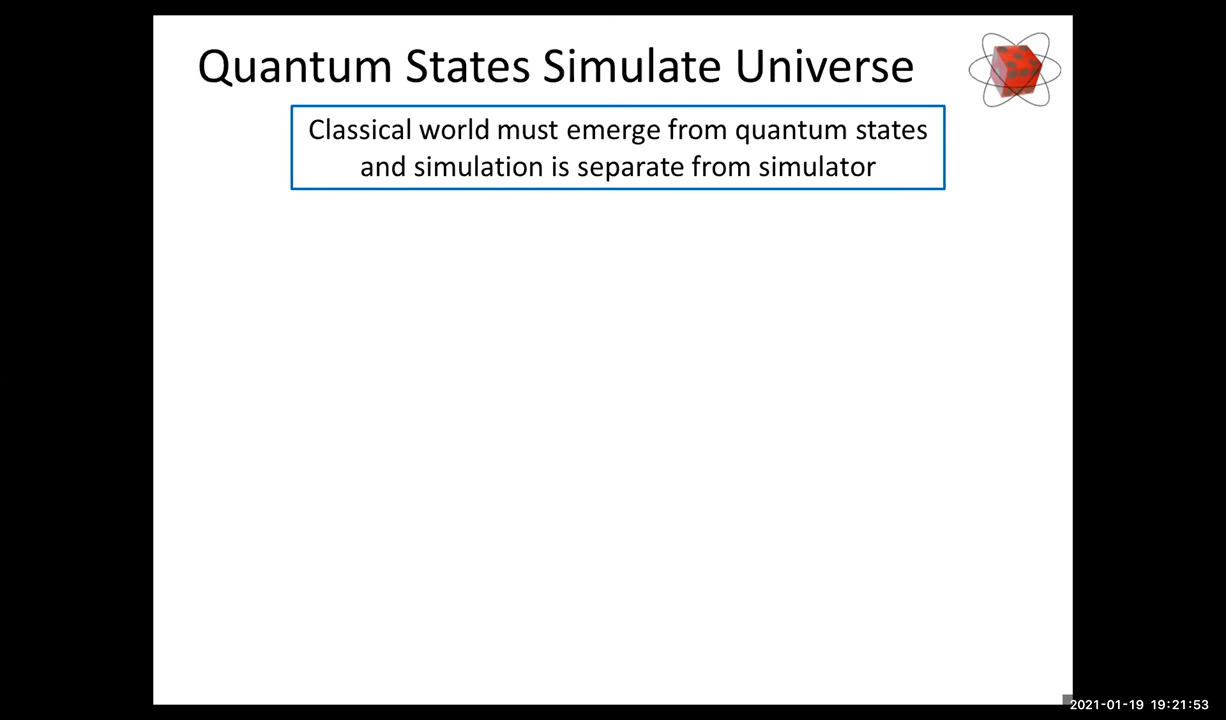 Quantum States Simulate Universe
Classical world must emerge from quantum states
and simulation is separate from simulator
2021-01-19 19:21:53